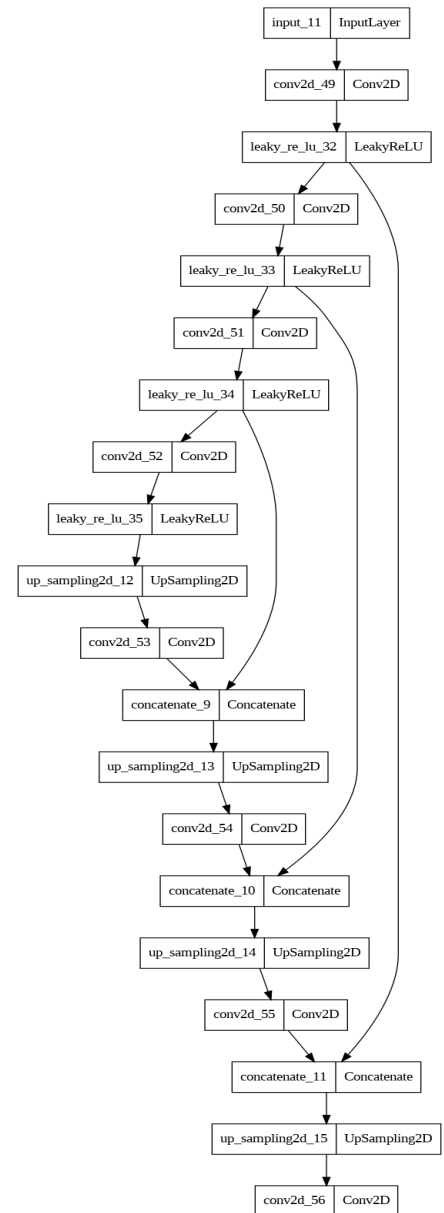 input_11 InputLayer
conv2d_49 Conv2D
leaky_re_lu_32 LeakyReLU
conv2d_50 Conv2D
leaky_re_lu_33 LeakyReLU
conv2d_51 Conv2D
leaky_re_lu_34 LeakyReLU
conv2d_52 Conv2D
leaky_re_lu_35 LeakyReLU
up_sampling2d_12 UpSampling2D
conv2d_53 Conv2D
concatenate_9 Concatenate
up_sampling2d_13 UpSampling2D
conv2d_54 Conv2D
concatenate_10 Concatenate
up_sampling2d_14 UpSampling2D
conv2d_55 Conv2D
concatenate_11 Concatenate
up_sampling2d_15 UpSampling2D
conv2d_56 Conv2D